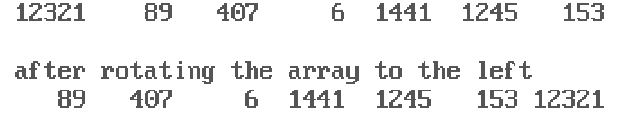 12321 89 407 6 1441 1245 153
after rotating the array to the left
89 407 6 1441 1245 153 12321